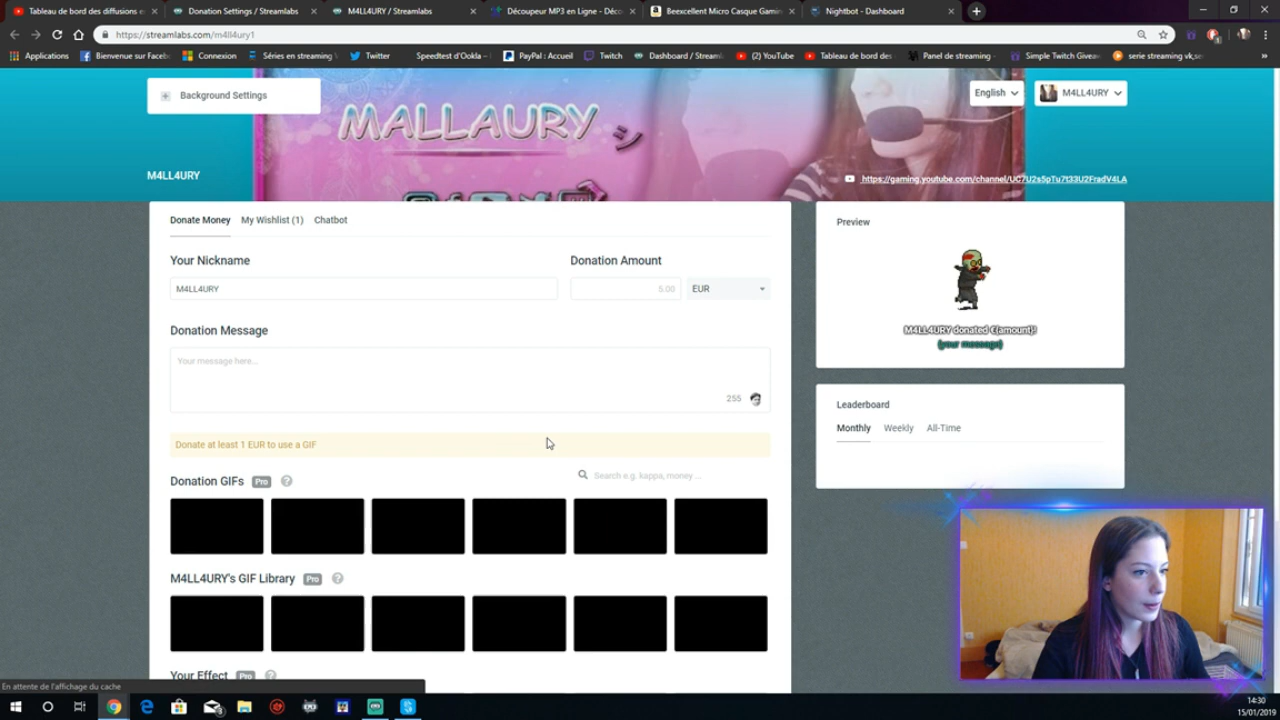 Tableau de bord des diffusions e
Donation Settings / Streamlabs
M4LL4URY / Streamlabs
Découpeur MP3 en Ligne - Déco
Beexcellent Micro Casque Gamin
Nightbot - Dashboard
https://streamlabs.com/m4ll4ury1
Applications
Bienvenue sur Faceb
Connexion
Séries en streaming V
Twitter
Speedtest d'Ookla – T
PayPal : Accueil
Twitch
Dashboard / Streamla
(2) YouTube
Tableau de bord des
Panel de streaming -
Simple Twitch Givea
serie streaming vk,se
Background Settings
MALLAURY ツ
English
M4LL4URY
M4LL4URY
https://gaming.youtube.com/channel/UC7U2s5pTu7t33U2FradV4LA
Donate Money
My Wishlist (1)
Chatbot
Your Nickname
Donation Amount
M4LL4URY
5.00
EUR
Donation Message
Your message here...
255
Donate at least 1 EUR to use a GIF
Donation GIFs Pro ?
Search e.g. kappa, money ...
M4LL4URY's GIF Library Pro ?
Your Effect Pro ?
Preview
M4LL4URY donated €{amount}!
{your message}
Leaderboard
Monthly
Weekly
All-Time
En attente de l'affichage du cache
14:30
15/01/2019